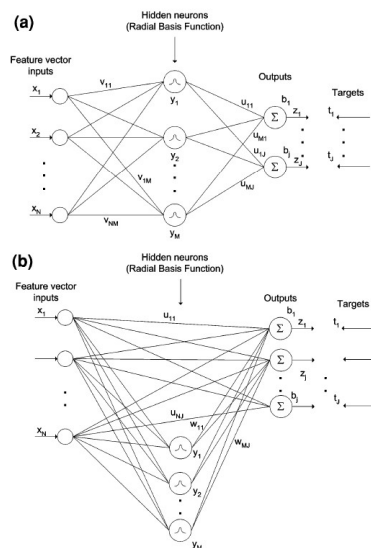 (a)
Hidden neurons
(Radial Basis Function)
Feature vector
inputs
Outputs
Targets
x1
v11
y1
u11
b1
z1
t1
x2
y2
uM1
u1J
bj
zJ
tJ
v1M
uMJ
xN
vNM
yM
(b)
Hidden neurons
(Radial Basis Function)
Feature vector
inputs
Outputs
Targets
x1
u11
b1
z1
t1
zj
xN
uNJ
w11
bj
tJ
y1
wMJ
y2
yM